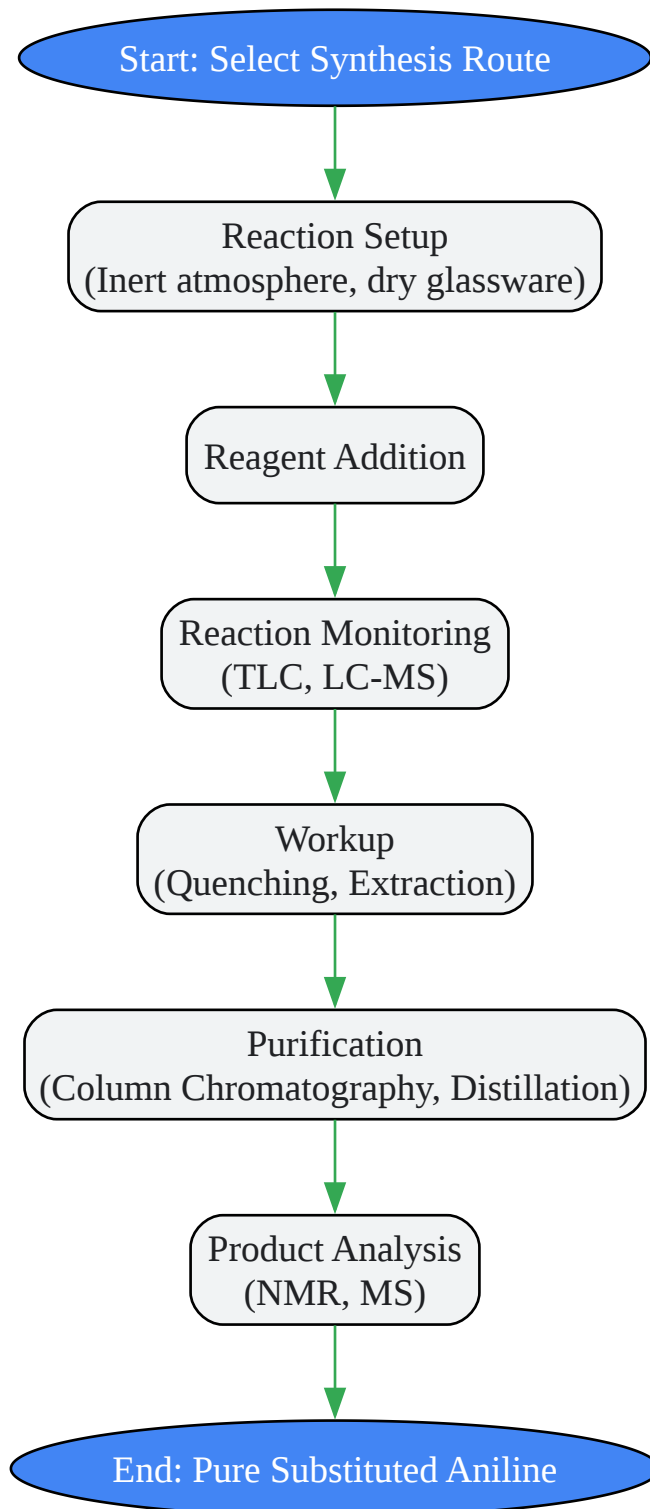 Start: Select Synthesis Route
Reaction Setup
(Inert atmosphere, dry glassware)
Reagent Addition
Reaction Monitoring
(TLC, LC-MS)
Workup
(Quenching, Extraction)
Purification
(Column Chromatography, Distillation)
Product Analysis
(NMR, MS)
End: Pure Substituted Aniline